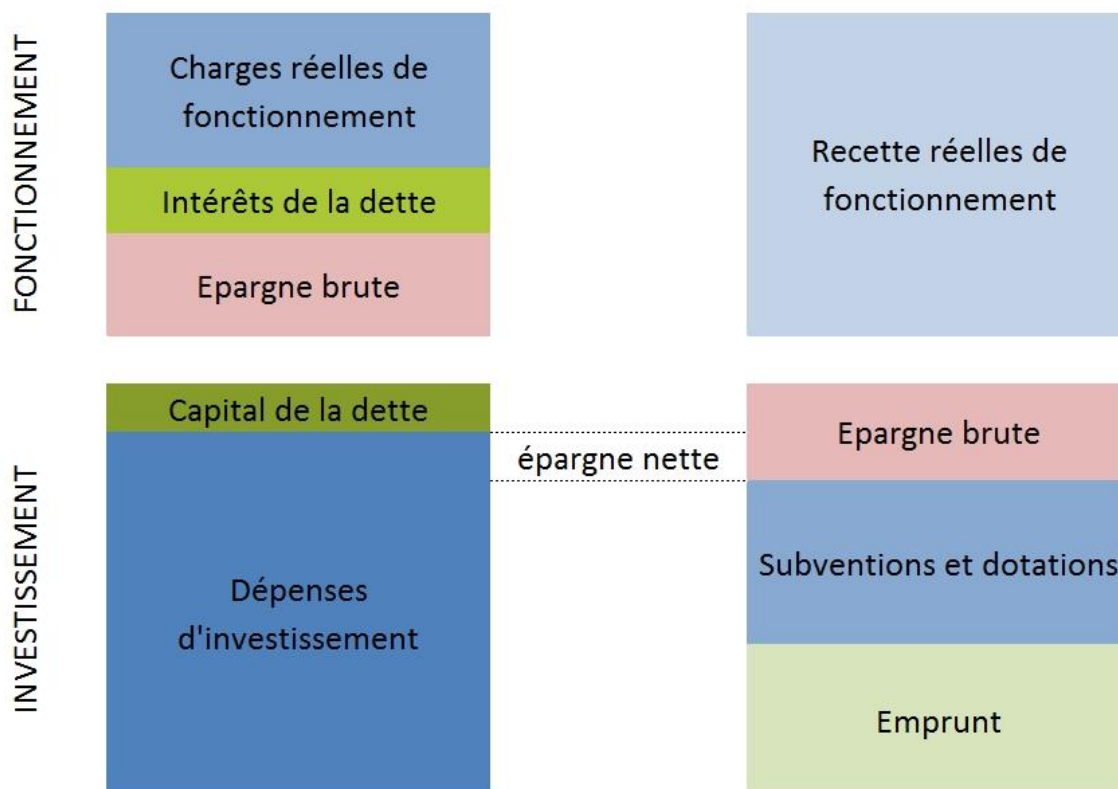 FONCTIONNEMENT
Charges réelles de
fonctionnement
Intérêts de la dette
Epargne brute
Recette réelles de
fonctionnement
INVESTISSEMENT
Capital de la dette
Dépenses
d'investissement
épargne nette
Epargne brute
Subventions et dotations
Emprunt